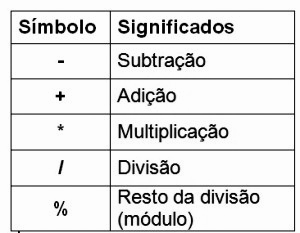 Símbolo Significados
- Subtração
+ Adição
* Multiplicação
/ Divisão
% Resto da divisão
(módulo)